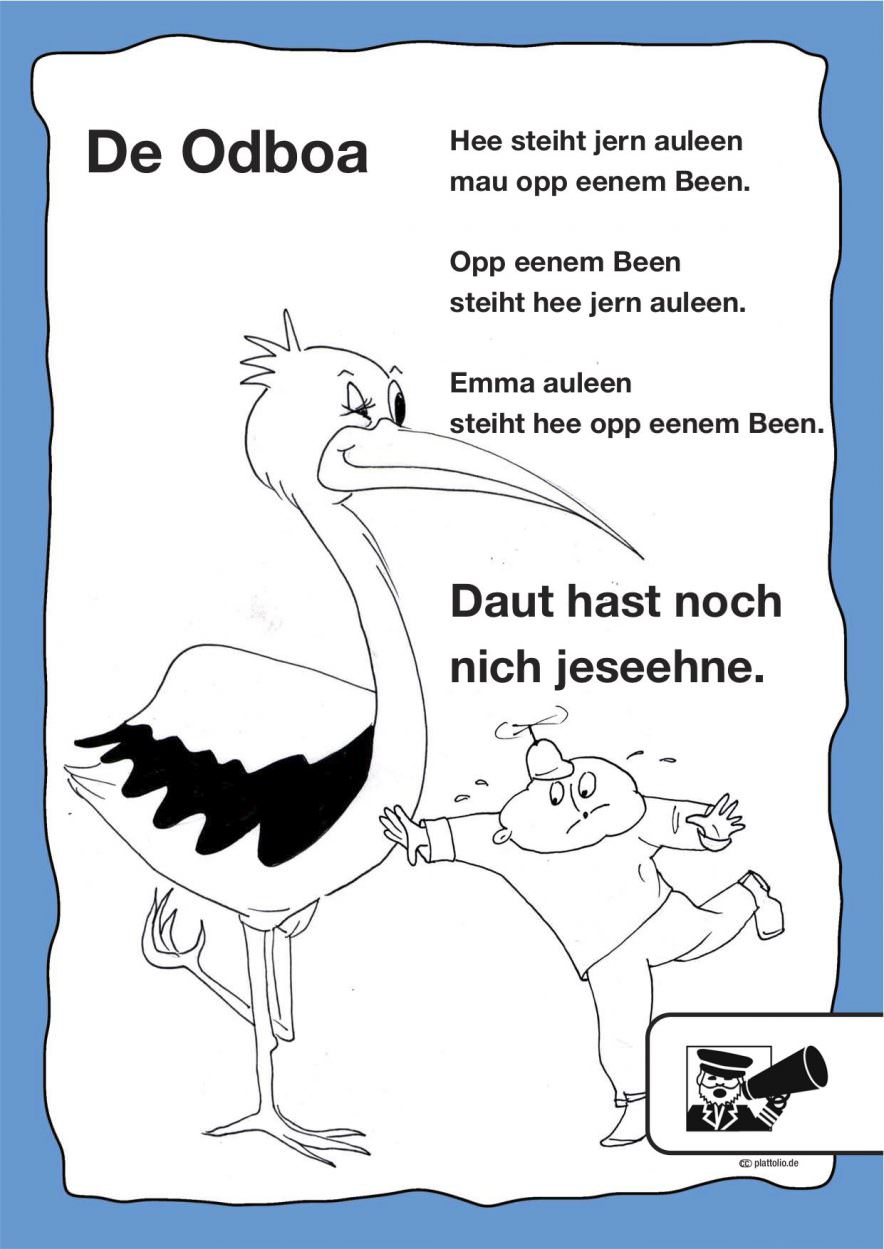 De Odboa
Hee steiht jern auleen
mau opp eenem Been.
Opp eenem Been
steiht hee jern auleen.
Emma auleen
steiht hee opp eenem Been.
Daut hast noch
nich jeseehne.
cc plattolio.de